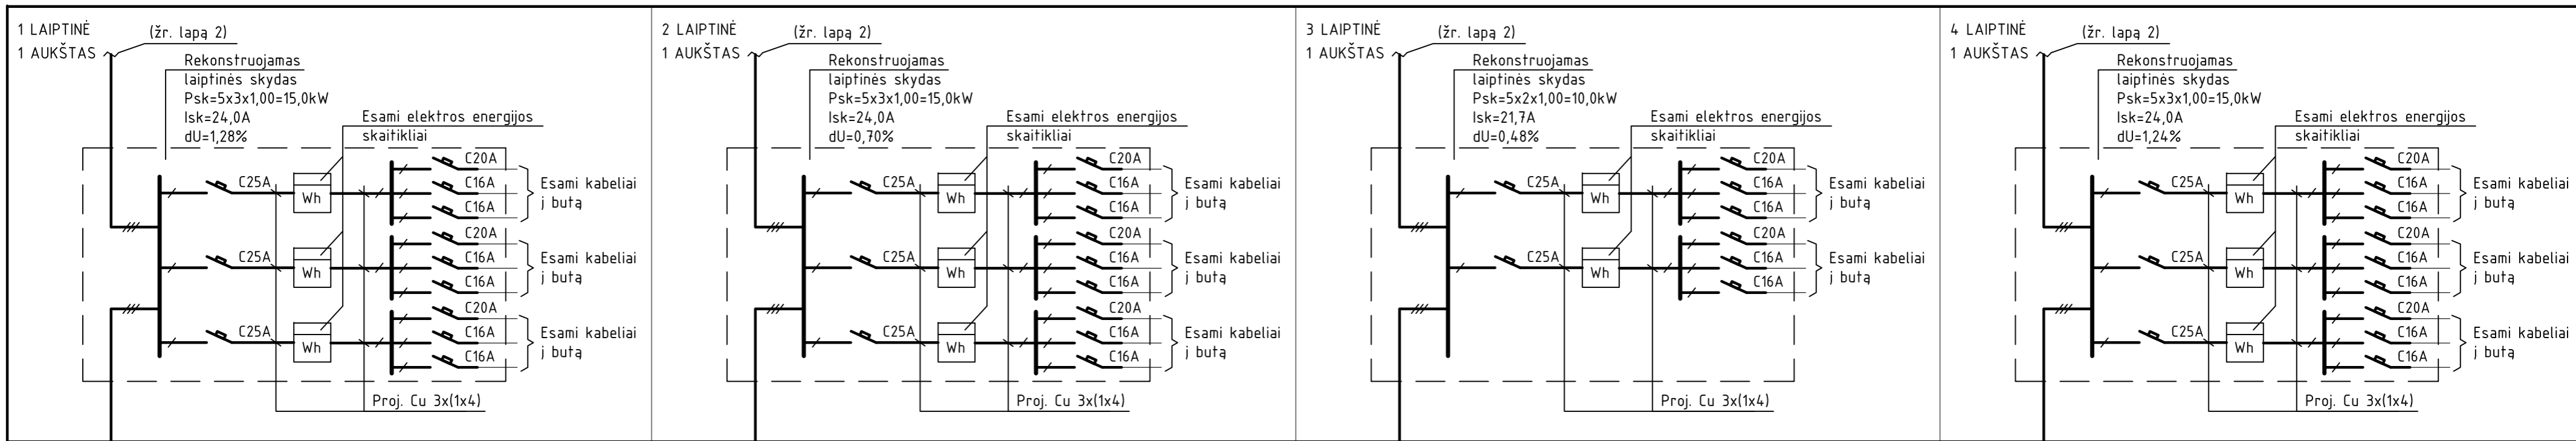 1 LAIPTINĖ
1 AUKŠTAS
(žr. lapą 2)
Rekonstruojamas
laiptinės skydas
Psk=5x3x1,00=15,0kW
Isk=24,0A
dU=1,28%
Esami elektros energijos
skaitikliai
C25A
Wh
C20A
C16A
C16A
Esami kabeliai
į butą
C25A
Wh
C20A
C16A
C16A
Esami kabeliai
į butą
C25A
Wh
C20A
C16A
C16A
Esami kabeliai
į butą
Proj. Cu 3x(1x4)
2 LAIPTINĖ
1 AUKŠTAS
(žr. lapą 2)
Rekonstruojamas
laiptinės skydas
Psk=5x3x1,00=15,0kW
Isk=24,0A
dU=0,70%
Esami elektros energijos
skaitikliai
C25A
Wh
C20A
C16A
C16A
Esami kabeliai
į butą
C25A
Wh
C20A
C16A
C16A
Esami kabeliai
į butą
C25A
Wh
C20A
C16A
C16A
Esami kabeliai
į butą
Proj. Cu 3x(1x4)
3 LAIPTINĖ
1 AUKŠTAS
(žr. lapą 2)
Rekonstruojamas
laiptinės skydas
Psk=5x2x1,00=10,0kW
Isk=21,7A
dU=0,48%
Esami elektros energijos
skaitikliai
C25A
Wh
C20A
C16A
C16A
Esami kabeliai
į butą
C25A
Wh
C20A
C16A
C16A
Esami kabeliai
į butą
Proj. Cu 3x(1x4)
4 LAIPTINĖ
1 AUKŠTAS
(žr. lapą 2)
Rekonstruojamas
laiptinės skydas
Psk=5x3x1,00=15,0kW
Isk=24,0A
dU=1,24%
Esami elektros energijos
skaitikliai
C25A
Wh
C20A
C16A
C16A
Esami kabeliai
į butą
C25A
Wh
C20A
C16A
C16A
Esami kabeliai
į butą
C25A
Wh
C20A
C16A
C16A
Esami kabeliai
į butą
Proj. Cu 3x(1x4)